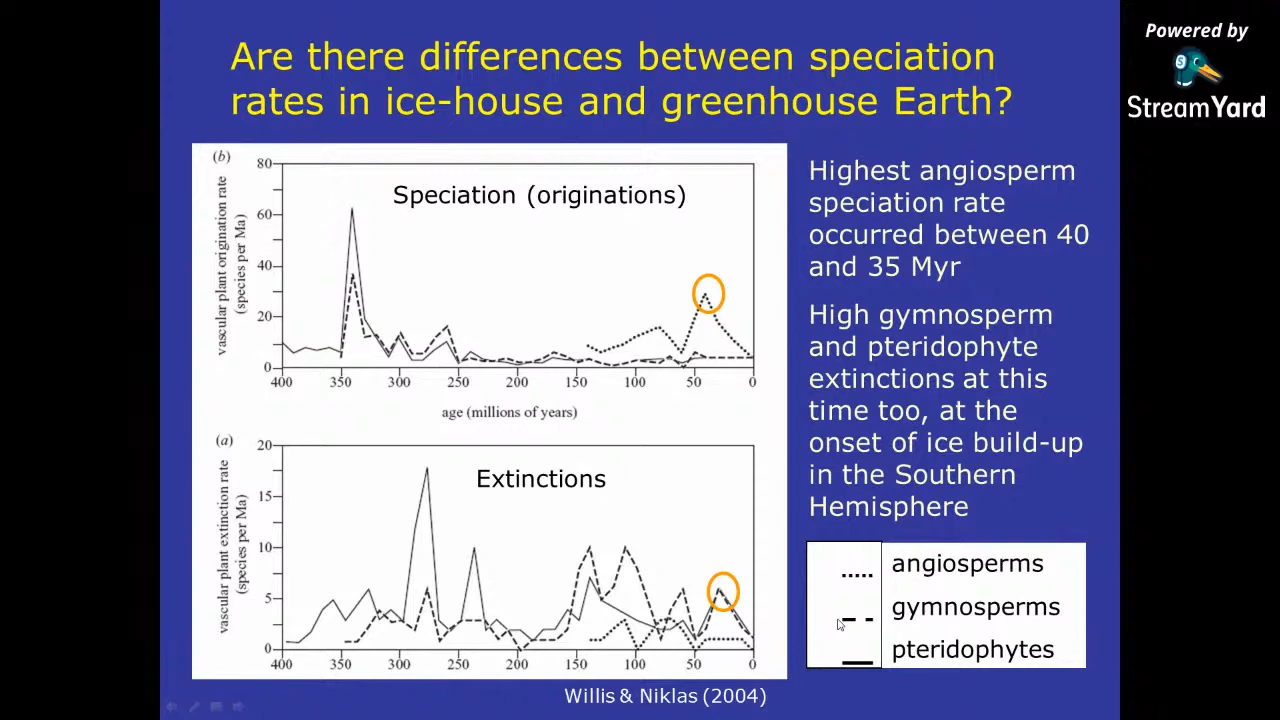 Powered by
StreamYard
Are there differences between speciation
rates in ice-house and greenhouse Earth?
(b)
vascular plant origination rate
(species per Ma)
80
60
40
20
0
Speciation (originations)
400 350 300 250 200 150 100 50 0
age (millions of years)
(a)
vascular plant extinction rate
(species per Ma)
20
15
10
5
0
Extinctions
400 350 300 250 200 150 100 50 0
Highest angiosperm
speciation rate
occurred between 40
and 35 Myr
High gymnosperm
and pteridophyte
extinctions at this
time too, at the
onset of ice build-up
in the Southern
Hemisphere
angiosperms
gymnosperms
pteridophytes
Willis & Niklas (2004)